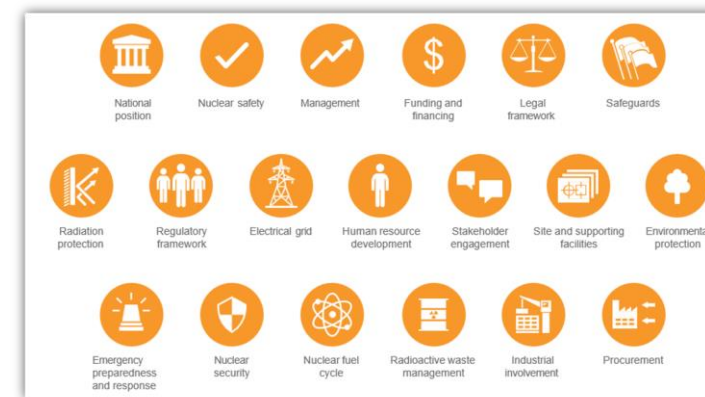 National
position
Nuclear safety
Management
Funding and
financing
Legal
framework
Safeguards
Radiation
protection
Regulatory
framework
Electrical grid
Human resource
development
Stakeholder
engagement
Site and supporting
facilities
Environmenta
protection
Emergency
preparedness
and response
Nuclear
security
Nuclear fuel
cycle
Radioactive waste
management
Industrial
involvement
Procurement